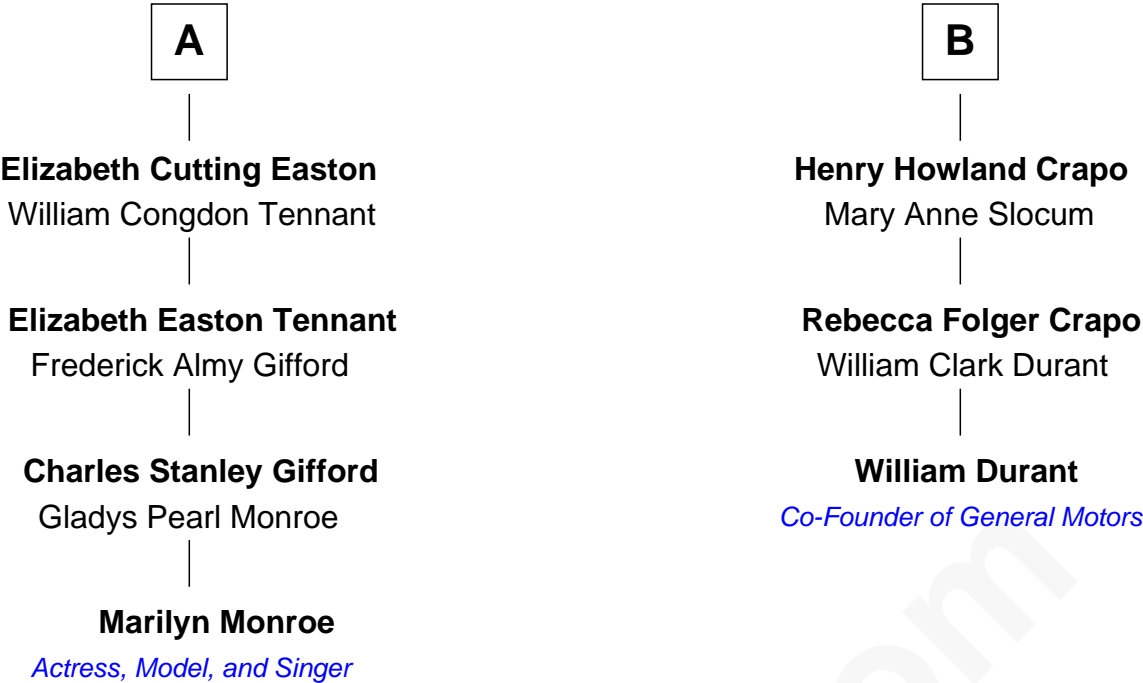 A
Elizabeth Cutting Easton
William Congdon Tennant
Elizabeth Easton Tennant
Frederick Almy Gifford
Charles Stanley Gifford
Gladys Pearl Monroe
Marilyn Monroe
Actress, Model, and Singer
B
Henry Howland Crapo
Mary Anne Slocum
Rebecca Folger Crapo
William Clark Durant
William Durant
Co-Founder of General Motors
om